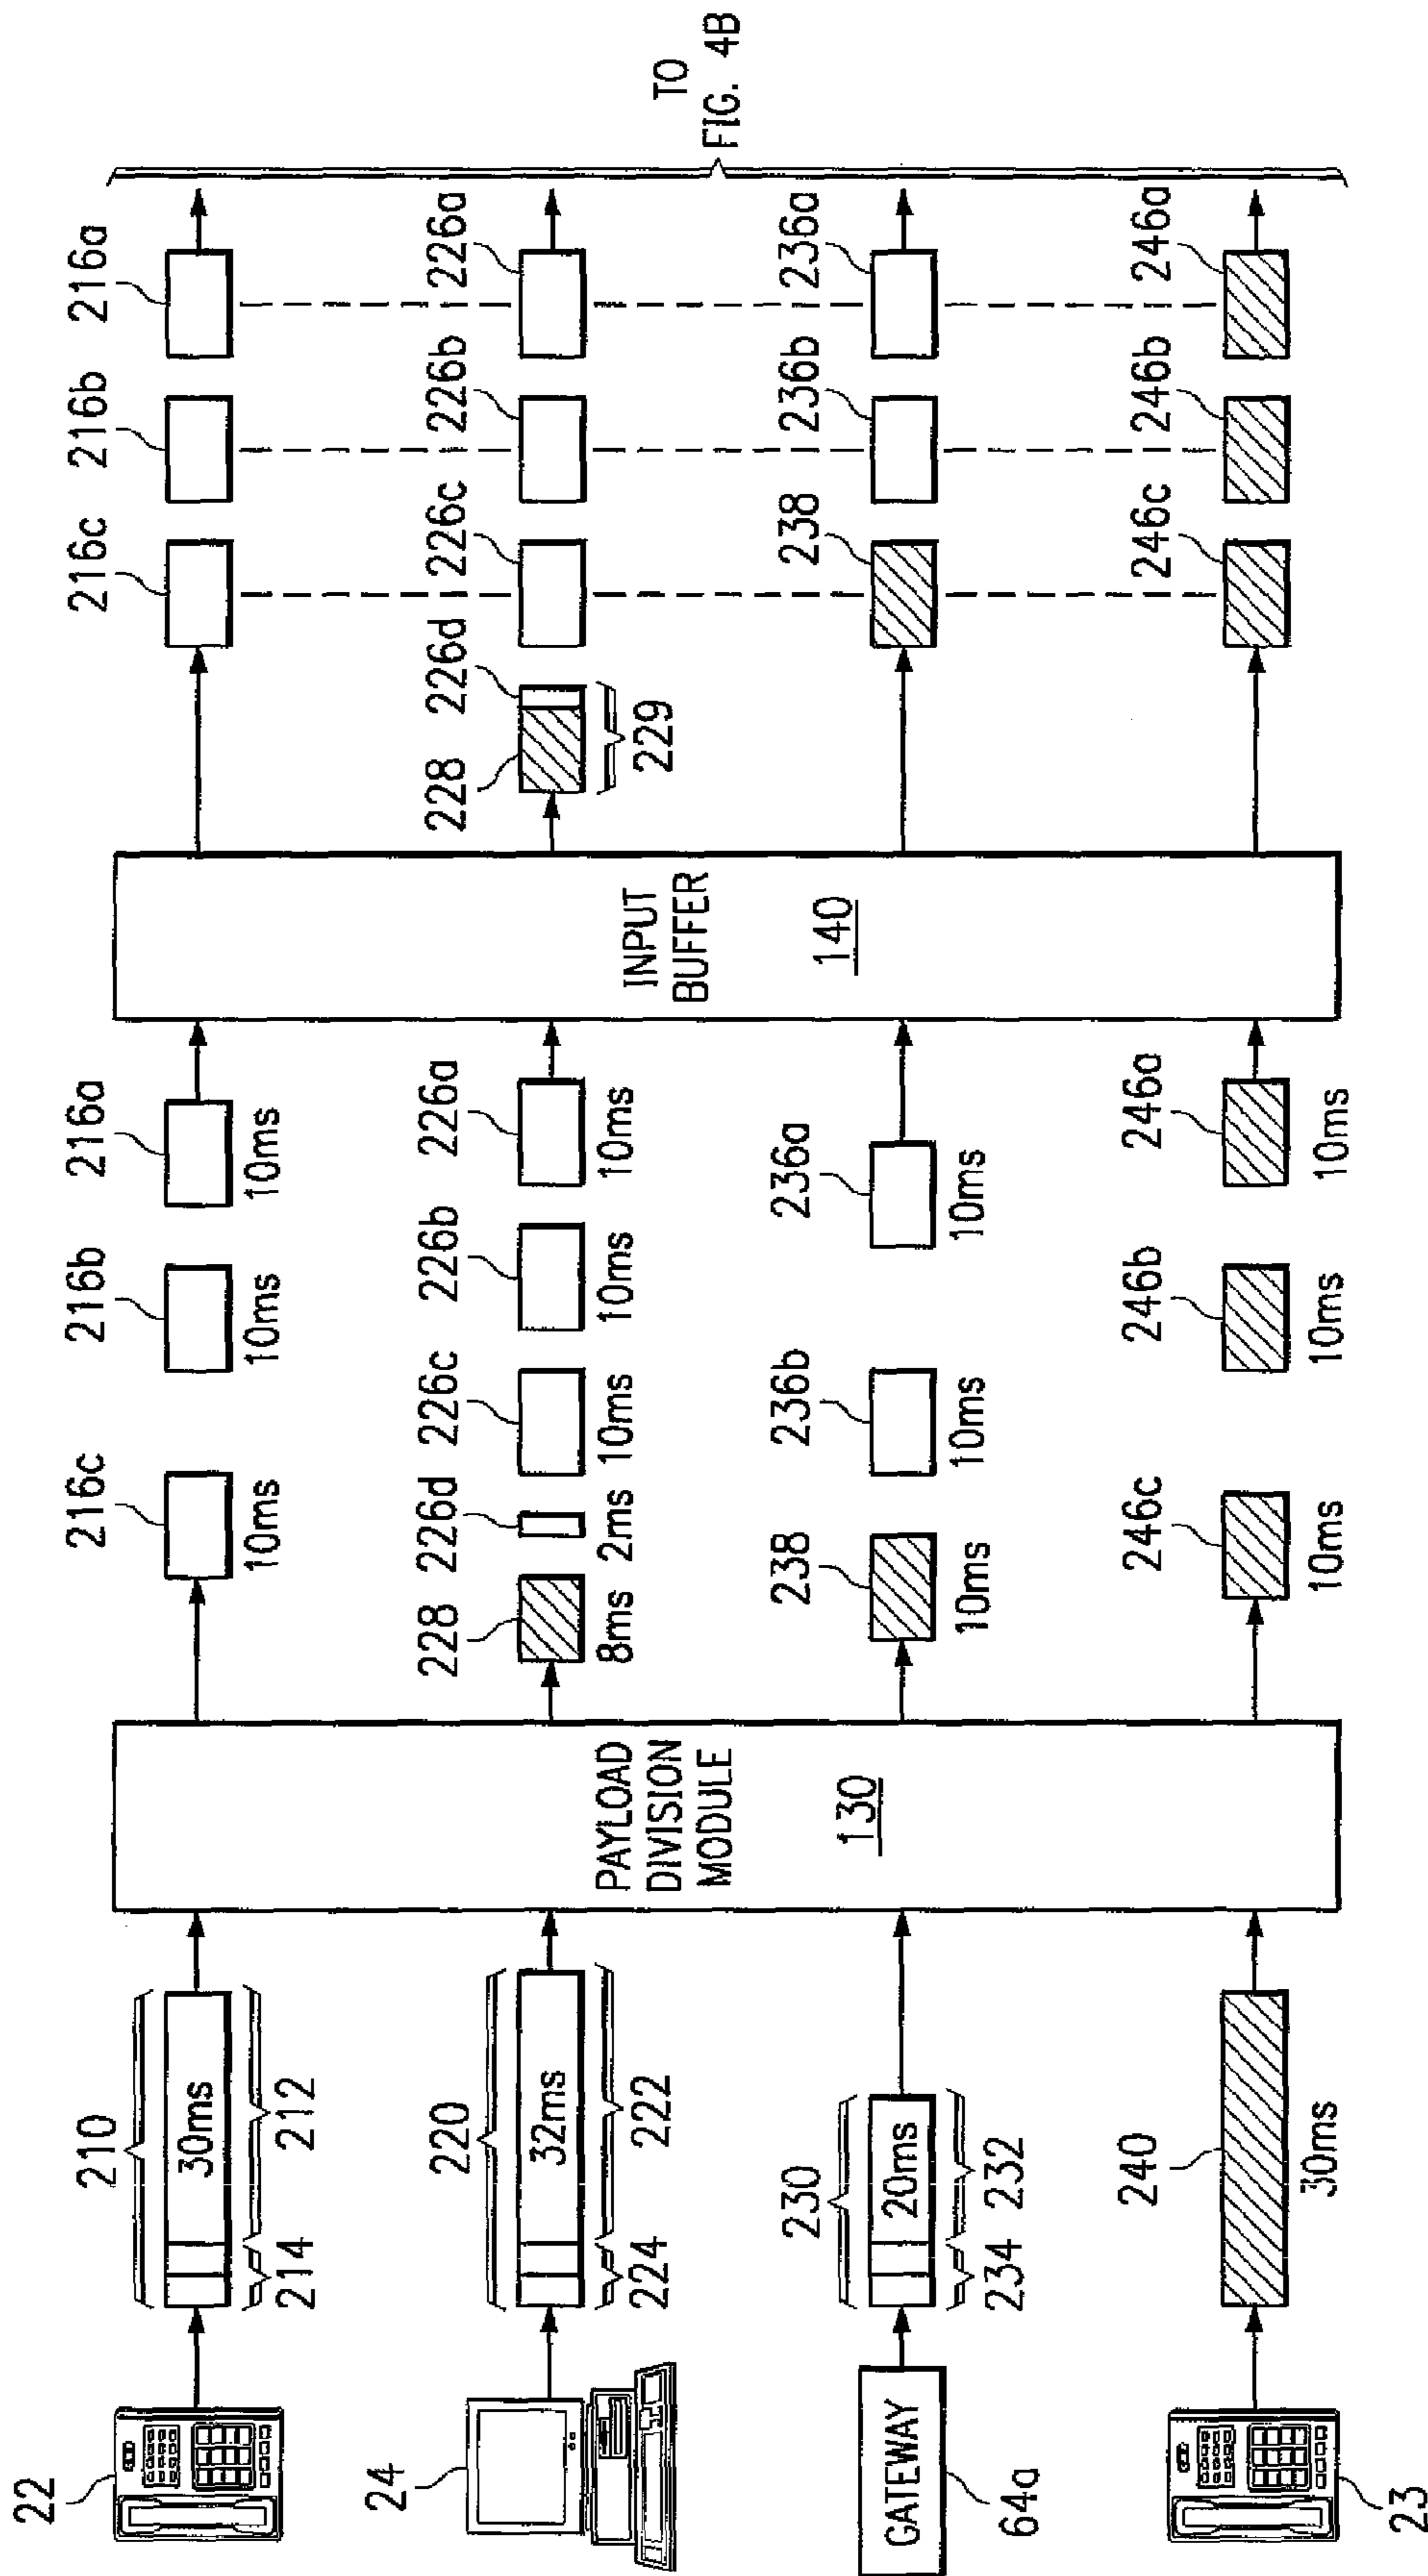 22
210
30ms
214
212
216c
216b
216a
10ms
10ms
10ms
216c
216b
216a
24
220
32ms
224
222
228
226d
226c
226b
226a
8ms
2ms
10ms
10ms
10ms
228
226d
226c
226b
226a
229
GATEWAY
64a
230
20ms
234
232
238
236b
236a
10ms
10ms
10ms
238
236b
236a
23
240
30ms
246c
246b
246a
10ms
10ms
10ms
246c
246b
246a
PAYLOAD
DIVISION
MODULE
130
INPUT
BUFFER
140
TO
FIG. 4B